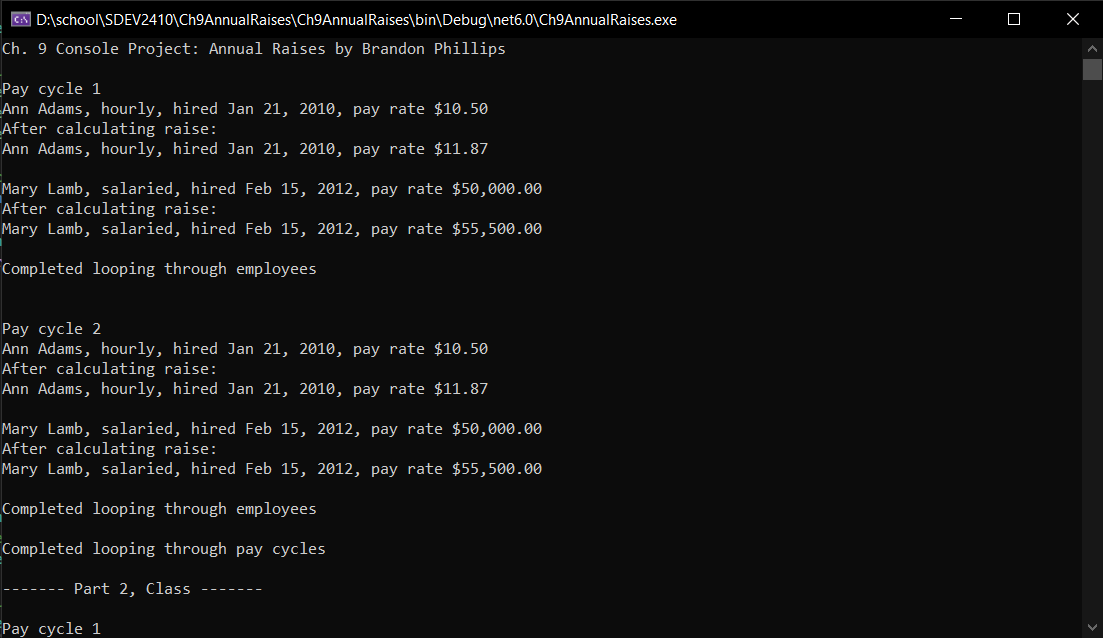 D:\school\SDEV2410\Ch9AnnualRaises\Ch9AnnualRaises\bin\Debug\net6.0\Ch9AnnualRaises.exe
Ch. 9 Console Project: Annual Raises by Brandon Phillips
Pay cycle 1
Ann Adams, hourly, hired Jan 21, 2010, pay rate $10.50
After calculating raise:
Ann Adams, hourly, hired Jan 21, 2010, pay rate $11.87
Mary Lamb, salaried, hired Feb 15, 2012, pay rate $50,000.00
After calculating raise:
Mary Lamb, salaried, hired Feb 15, 2012, pay rate $55,500.00
Completed looping through employees
Pay cycle 2
Ann Adams, hourly, hired Jan 21, 2010, pay rate $10.50
After calculating raise:
Ann Adams, hourly, hired Jan 21, 2010, pay rate $11.87
Mary Lamb, salaried, hired Feb 15, 2012, pay rate $50,000.00
After calculating raise:
Mary Lamb, salaried, hired Feb 15, 2012, pay rate $55,500.00
Completed looping through employees
Completed looping through pay cycles
------- Part 2, Class -------
Pay cycle 1